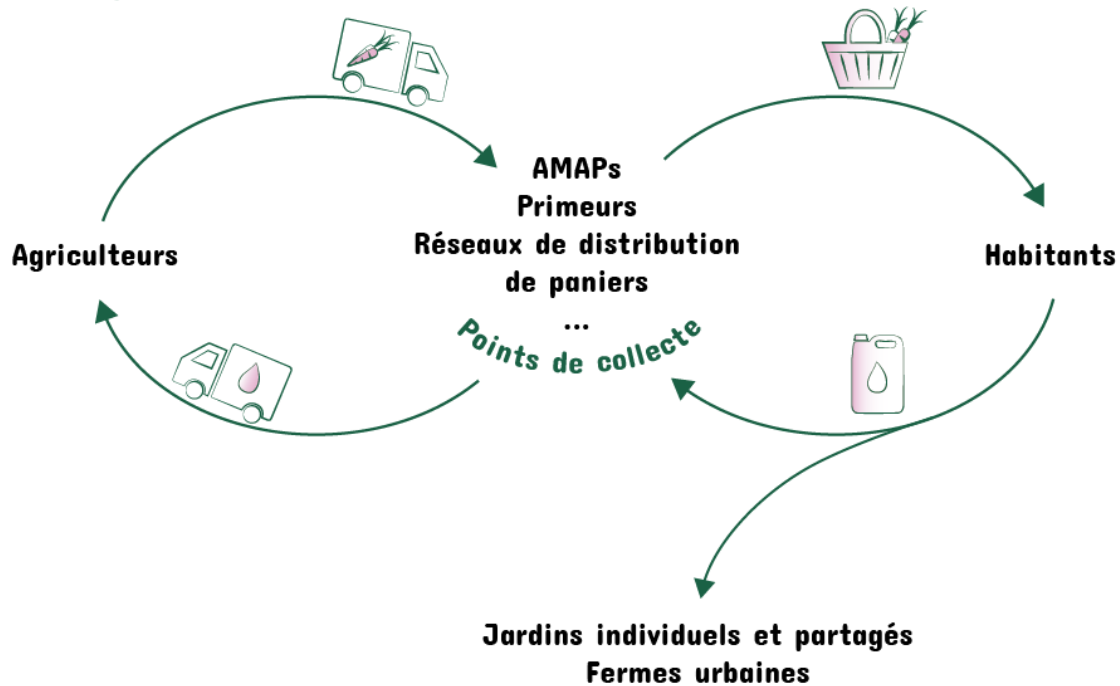 AMAPs
Primeurs
Réseaux de distribution
de paniers
...
Points de collecte
Agriculteurs
Habitants
Jardins individuels et partagés
Fermes urbaines